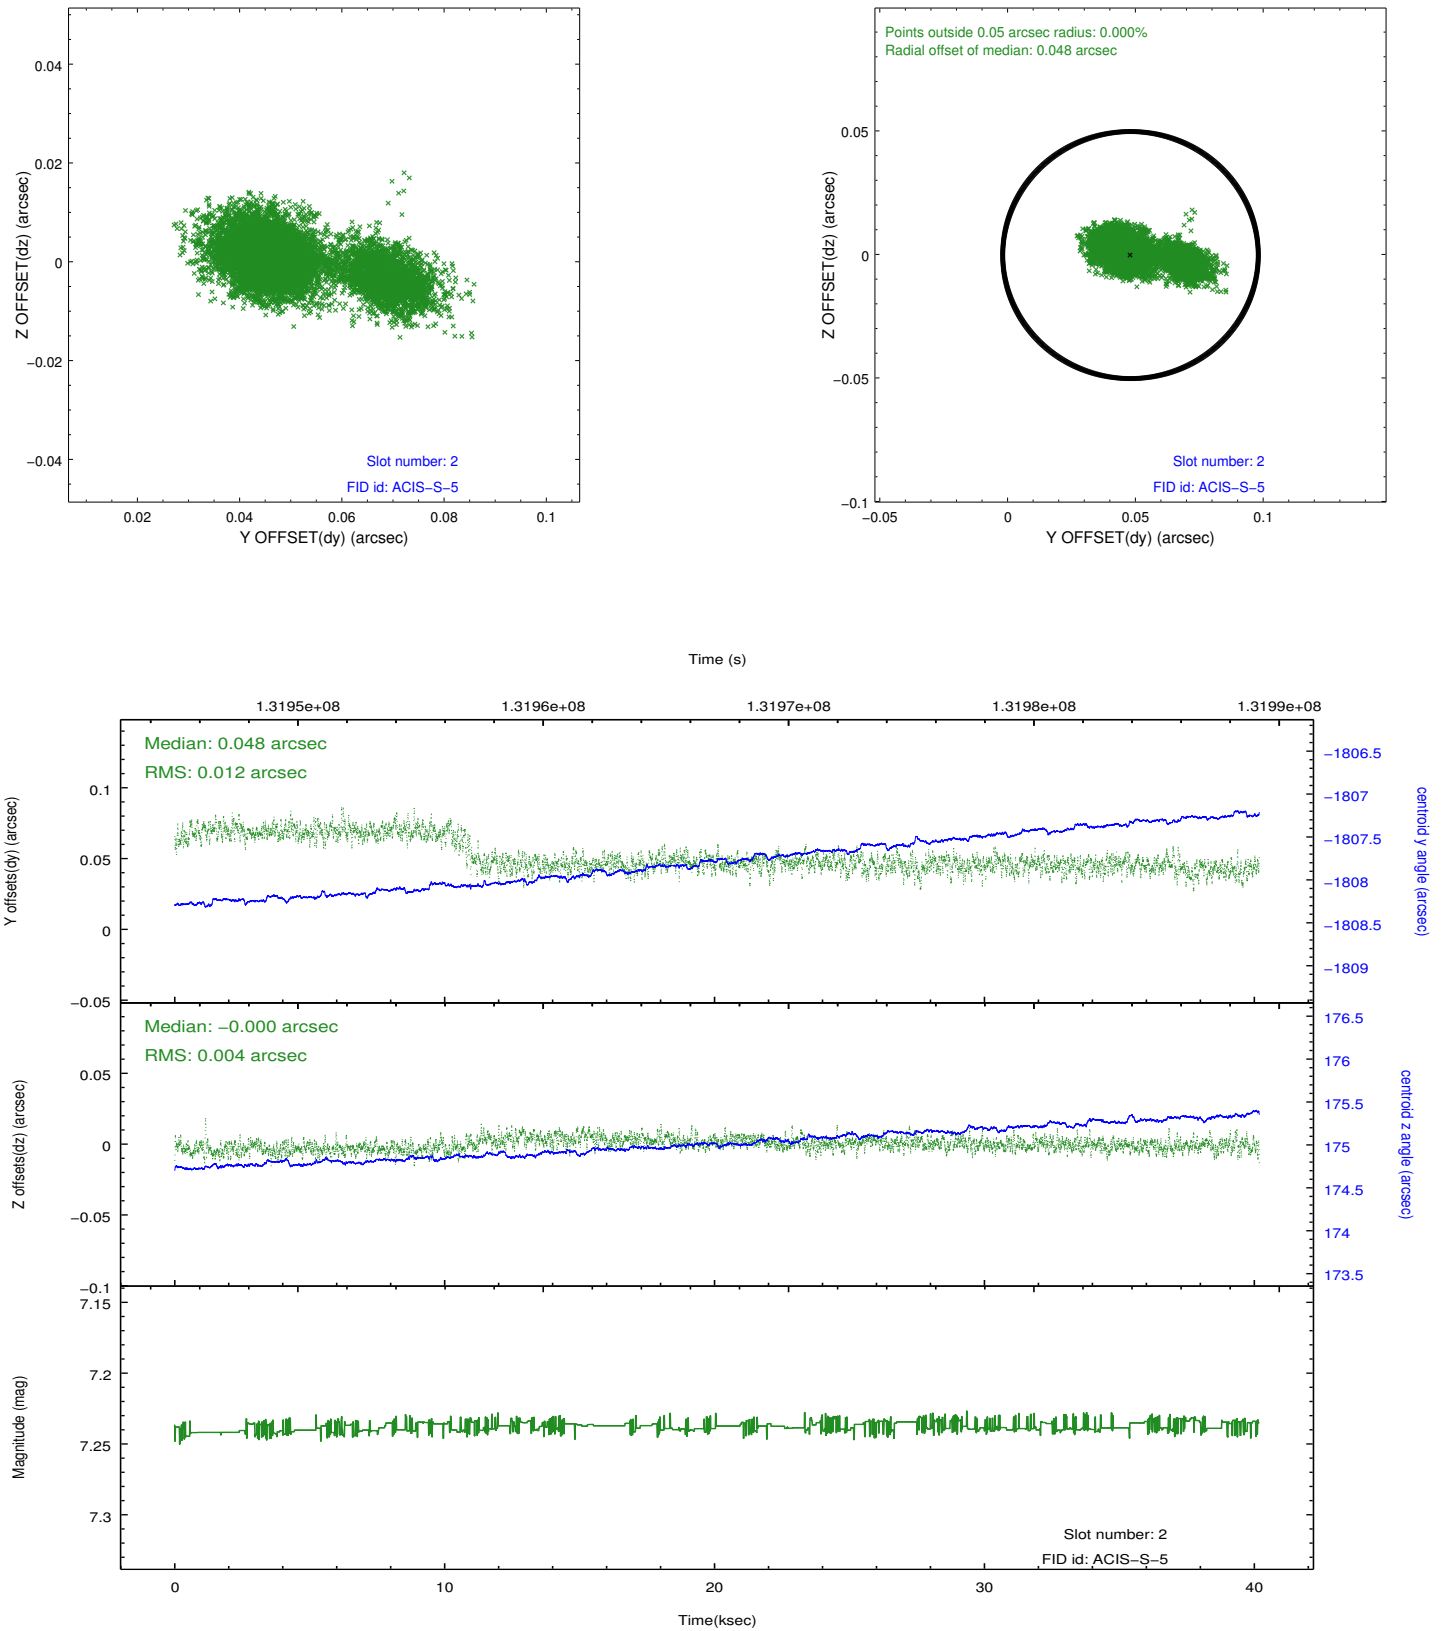 0.04
0.02
0
−0.02
−0.04
Z OFFSET(dz) (arcsec)
Slot number: 2
FID id: ACIS−S−5
0.02 0.04 0.06 0.08 0.1
Y OFFSET(dy) (arcsec)
Points outside 0.05 arcsec radius: 0.000%
Radial offset of median: 0.048 arcsec
0.05
0
−0.05
−0.1
Z OFFSET(dz) (arcsec)
Slot number: 2
FID id: ACIS−S−5
−0.05 0 0.05 0.1
Y OFFSET(dy) (arcsec)
Time (s)
1.3195e+08 1.3196e+08 1.3197e+08 1.3198e+08 1.3199e+08
Median: 0.048 arcsec
RMS: 0.012 arcsec
0.1
0.05
0
−0.05
Y offsets(dy) (arcsec)
−1806.5
−1807
−1807.5
−1808
−1808.5
−1809
centroid y angle (arcsec)
Median: −0.000 arcsec
RMS: 0.004 arcsec
0.05
0
−0.05
−0.1
Z offsets(dz) (arcsec)
176.5
176
175.5
175
174.5
174
173.5
centroid z angle (arcsec)
7.15
7.2
7.25
7.3
Magnitude (mag)
Slot number: 2
FID id: ACIS−S−5
0 10 20 30 40
Time(ksec)